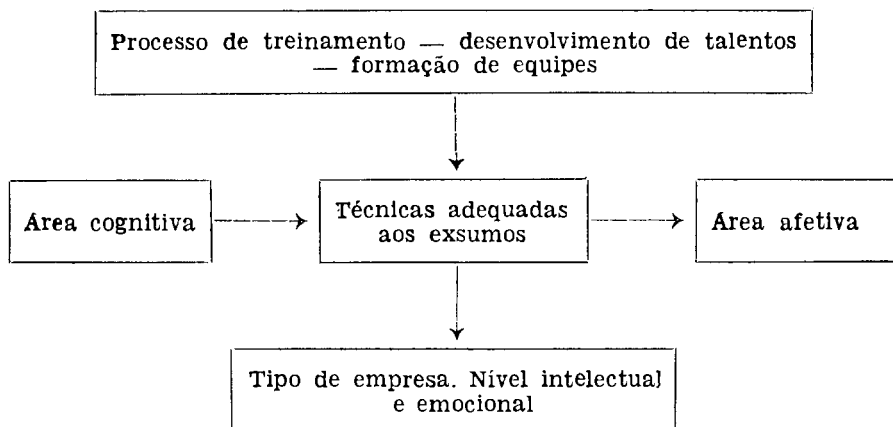 Processo de treinamento — desenvolvimento de talentos
— formação de equipes
Área cognitiva
Técnicas adequadas
aos exsumos
Área afetiva
Tipo de empresa. Nível intelectual
e emocional